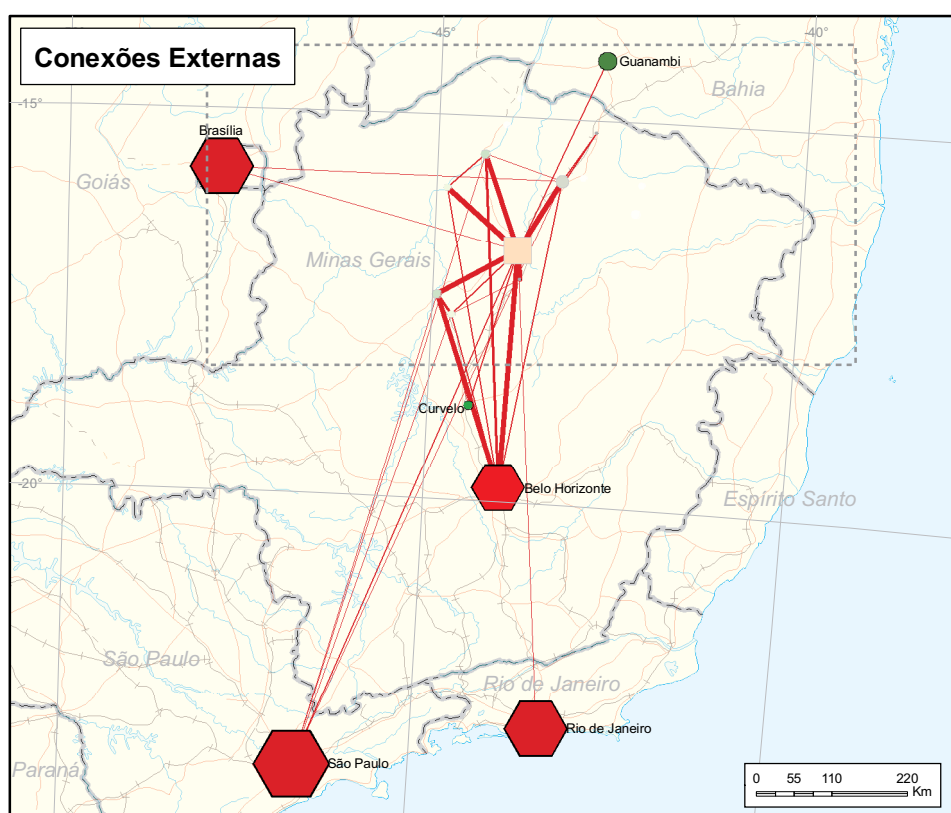 Conexões Externas
-45°
-40°
Guanambi
Bahia
-15°
Brasília
Goiás
Minas Gerais
Curvelo
-20°
Belo Horizonte
Espírito Santo
São Paulo
Rio de Janeiro
Rio de Janeiro
São Paulo
Paraná
0 55 110 220
Km